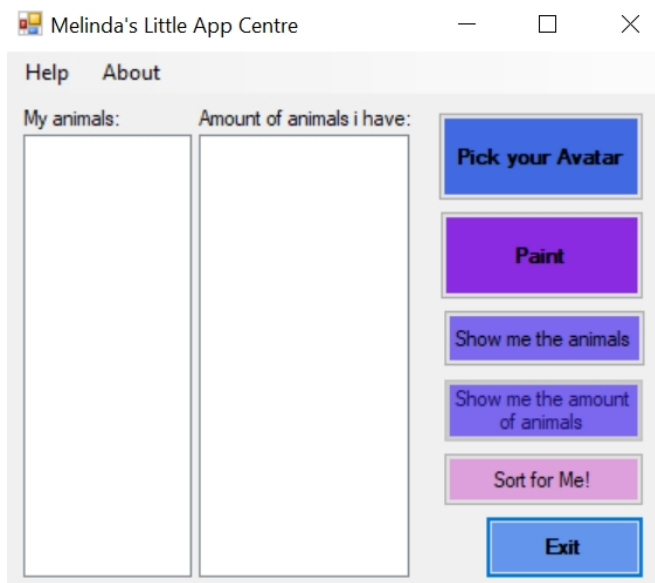 Melinda's Little App Centre
Help About
My animals:
Amount of animals i have:
Pick your Avatar
Paint
Show me the animals
Show me the amount
of animals
Sort for Me!
Exit